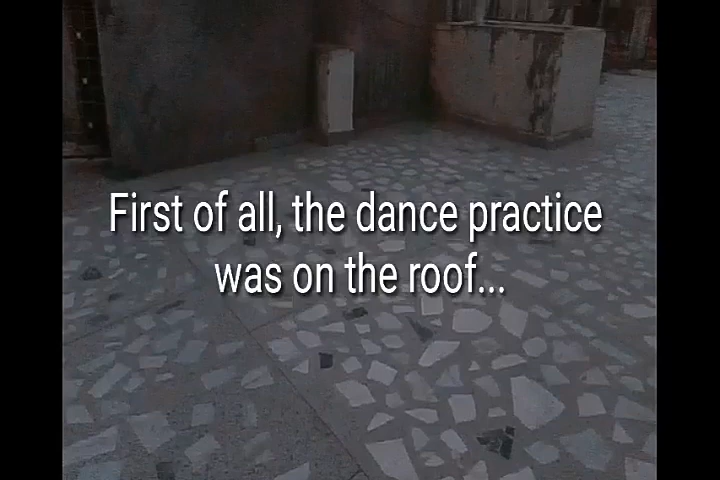 First of all, the dance practice
was on the roof...